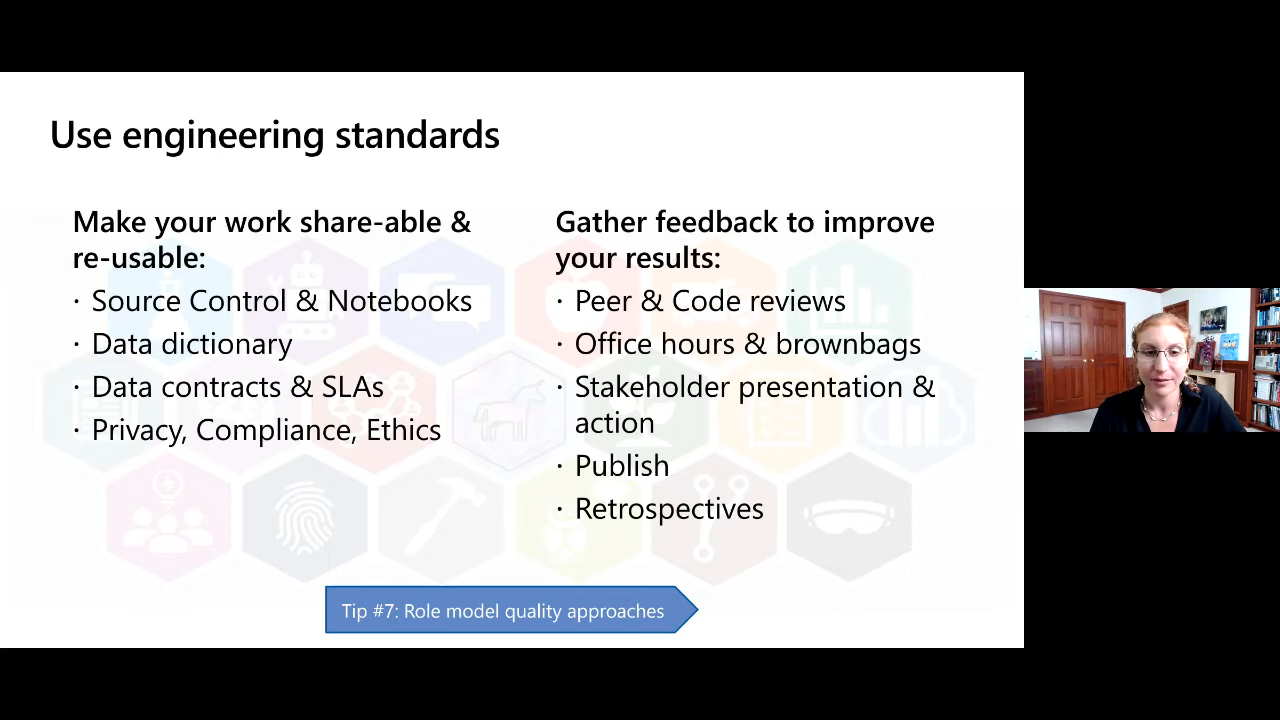 Use engineering standards
Make your work share-able &
re-usable:
· Source Control & Notebooks
· Data dictionary
· Data contracts & SLAs
· Privacy, Compliance, Ethics
Gather feedback to improve
your results:
· Peer & Code reviews
· Office hours & brownbags
· Stakeholder presentation &
action
· Publish
· Retrospectives
Tip #7: Role model quality approaches